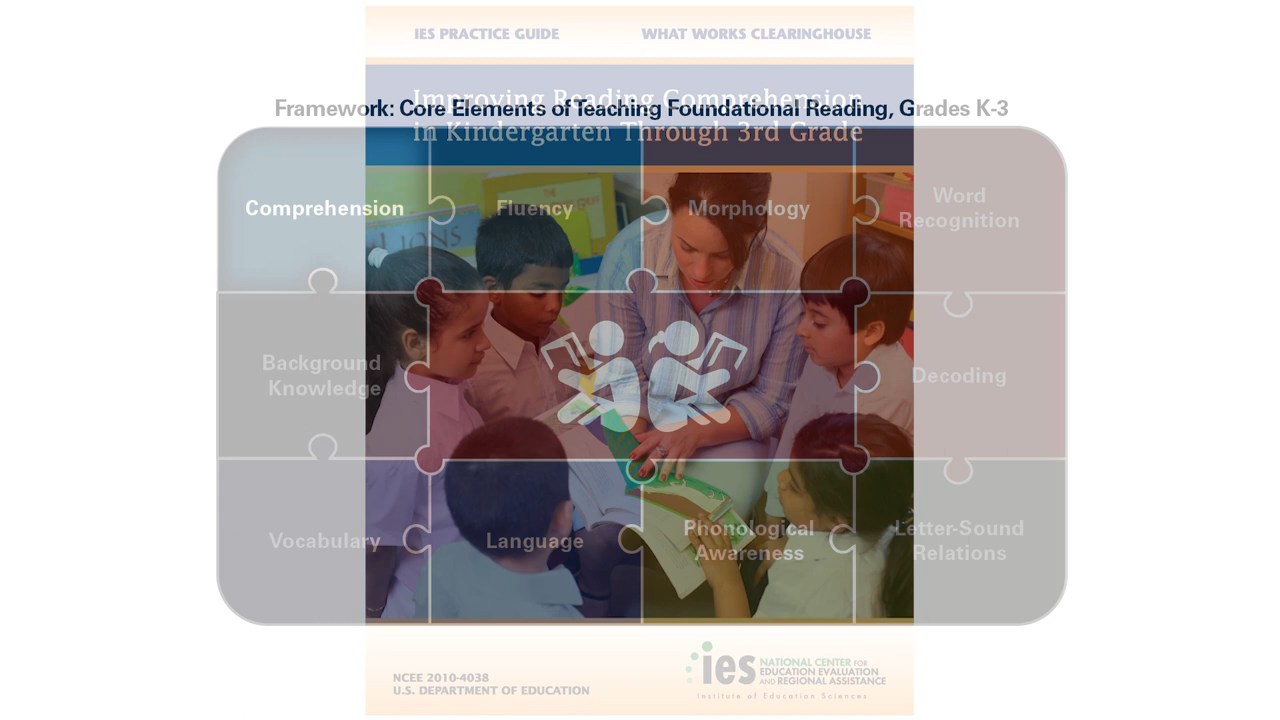 IES PRACTICE GUIDE
WHAT WORKS CLEARINGHOUSE
Improving Reading Comprehension
in Kindergarten Through 3rd Grade
Framework: Core Elements of Teaching Foundational Reading, Grades K-3
Comprehension
Fluency
Morphology
Word
Recognition
Background
Knowledge
Decoding
Vocabulary
Language
Phonological
Awareness
Letter-Sound
Relations
NCEE 2010-4038
U.S. DEPARTMENT OF EDUCATION
ies
NATIONAL CENTER FOR
EDUCATION EVALUATION
AND REGIONAL ASSISTANCE
Institute of Education Sciences